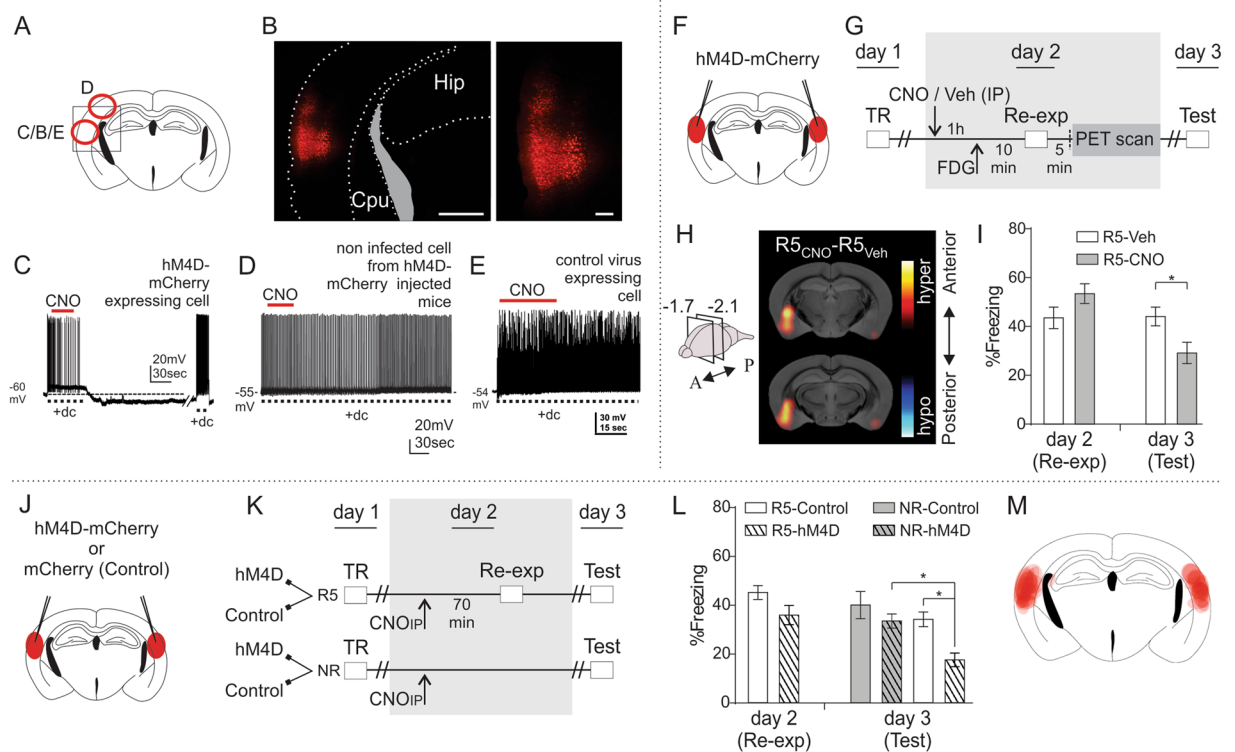 A
D
C/B/E
B
Hip
Cpu
C
hM4D-
mCherry
expressing cell
CNO
20mV
30sec
-60
mV
+dc
+dc
D
non infected cell
from hM4D-
mCherry injected
mice
CNO
-55-
mV
+dc
20mV
30sec
E
control virus
expressing
cell
CNO
-54
mV
+dc
30 mV
15 sec
F
hM4D-mCherry
G
day 1
day 2
day 3
CNO / Veh (IP)
TR
1h
Re-exp
Test
FDG
10
min
5
min
PET scan
H
-1.7
-2.1
A
P
R5CNO-R5Veh
hyper
hypo
Anterior
Posterior
I
R5-Veh
R5-CNO
%Freezing
80
60
40
20
0
*
day 2
(Re-exp)
day 3
(Test)
J
hM4D-mCherry
or
mCherry (Control)
K
day 1
day 2
day 3
hM4D
Control
R5
TR
Re-exp
Test
CNOIP
70
min
hM4D
Control
NR
TR
Test
CNOIP
L
R5-Control
R5-hM4D
NR-Control
NR-hM4D
%Freezing
80
60
40
20
0
*
*
day 2
(Re-exp)
day 3
(Test)
M